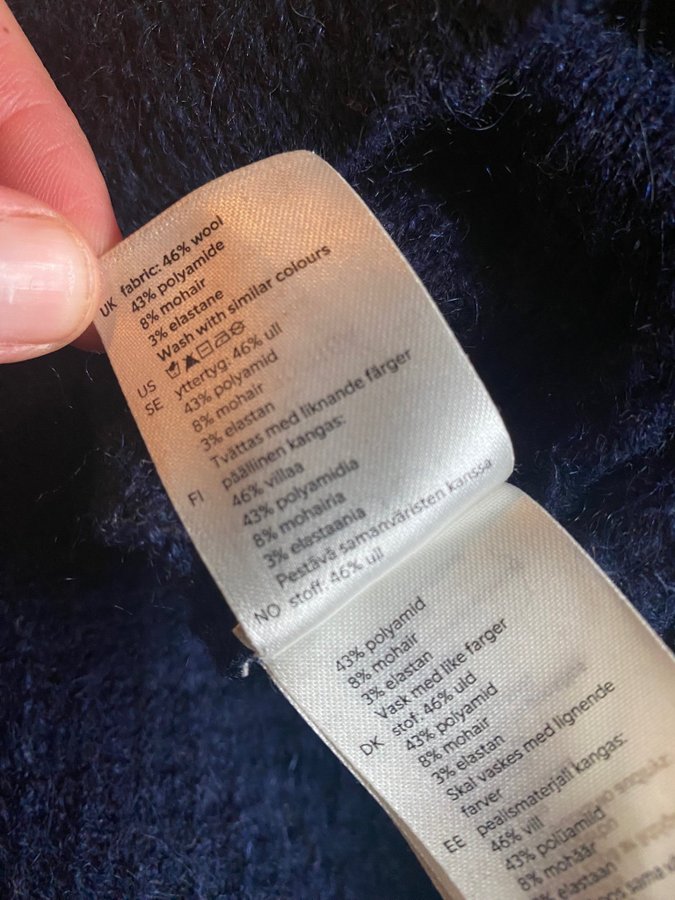 UK fabric: 46% wool
43% polyamide
8% mohair
3% elastane
Wash with similar colours
US
SE yttertyg: 46% ull
43% polyamid
8% mohair
3% elastan
Tvättas med liknande färger
FI päällinen kangas:
46% villaa
43% polyamidia
8% mohairia
3% elastaania
Pestävä samanväristen kanssa
NO stoff: 46% ull
43% polyamid
8% mohair
3% elastan
Vask med like farger
DK stof: 46% uld
43% polyamid
8% mohair
3% elastan
Skal vaskes med lignende
farver
EE pealismaterjali kangas:
46% vill
43% polüamiid
8% mohäär
3% elastaan
sama